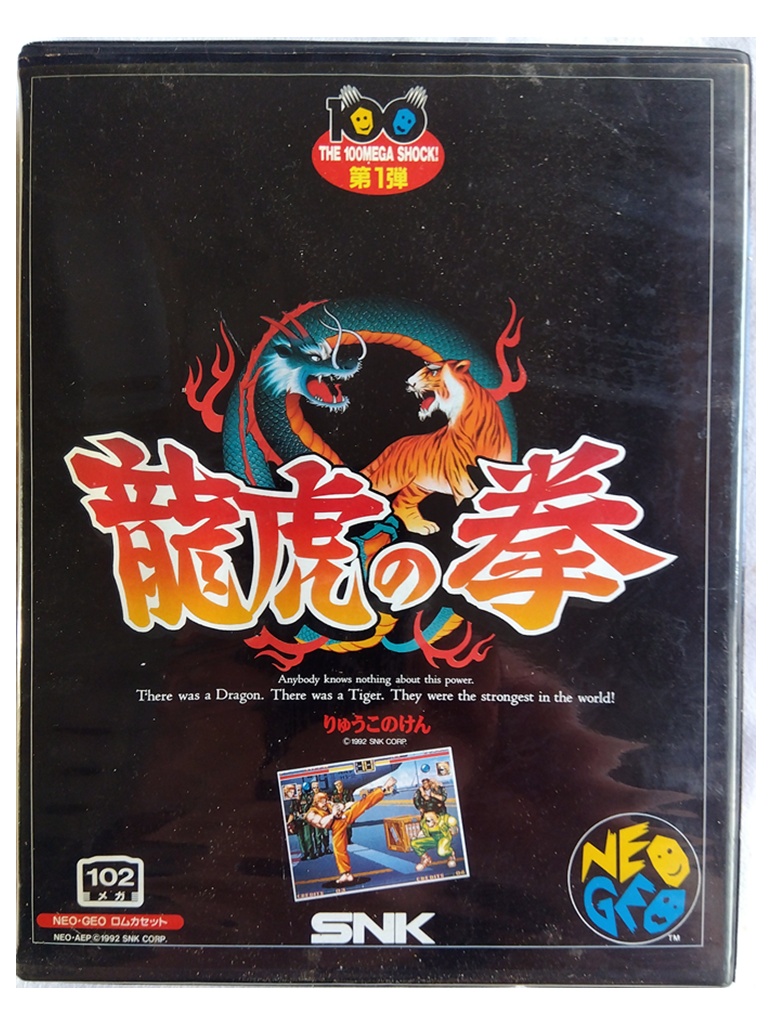 100
THE 100MEGA SHOCK!
第1弾
龍虎の拳
Anybody knows nothing about this power.
There was a Dragon. There was a Tiger. They were the strongest in the world!
りゅうこのけん
©1992 SNK CORP.
102
メガ
NEO・GEO ロムカセット
NEO・AEP ©1992 SNK CORP.
SNK
NEO
GEO
TM